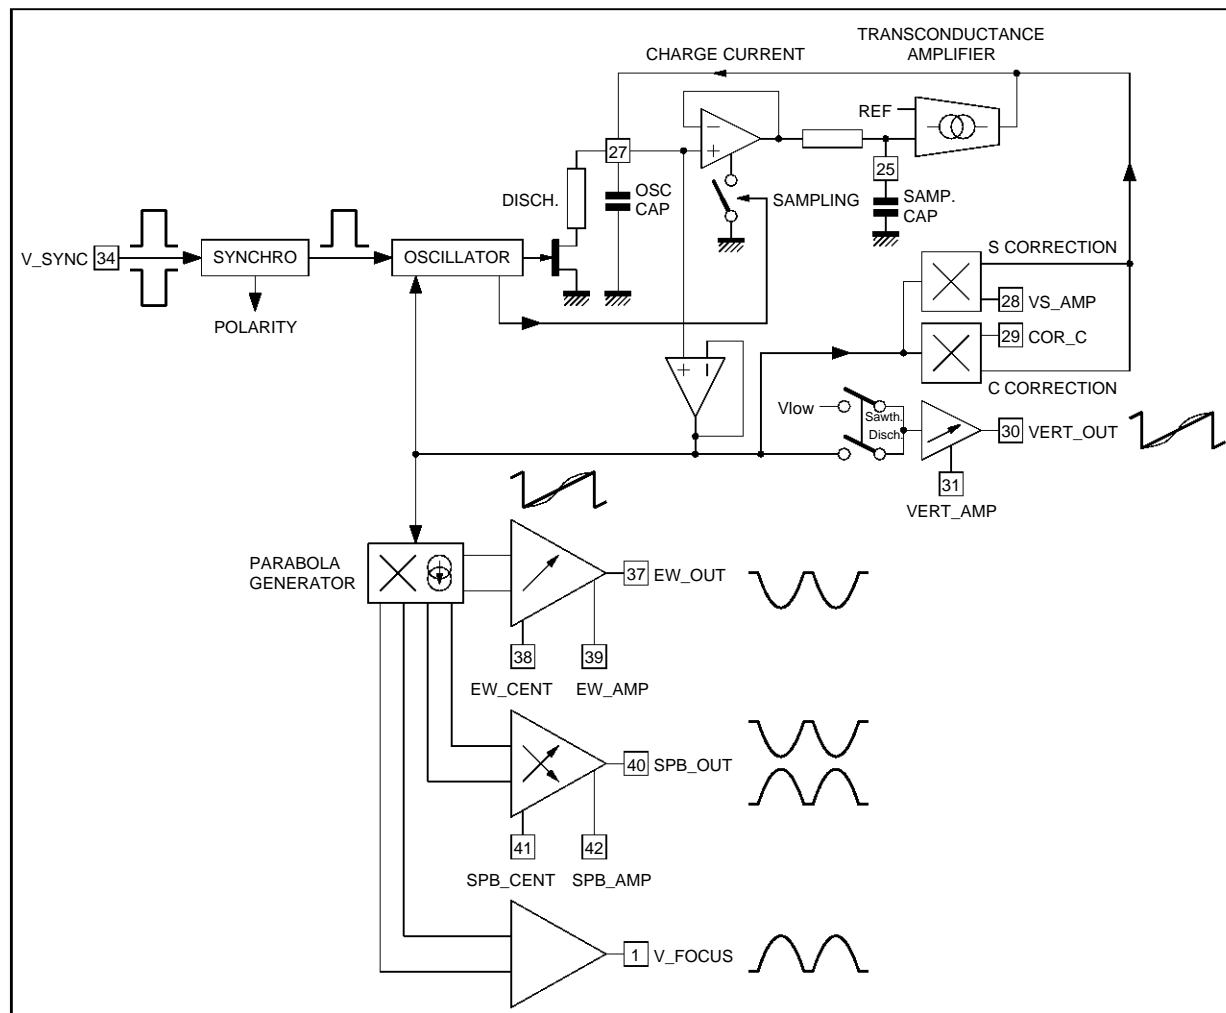 TRANSCONDUCTANCE
AMPLIFIER
CHARGE CURRENT
REF
27
25
DISCH.
OSC
CAP
SAMPLING
SAMP.
CAP
V_SYNC 34
SYNCHRO
OSCILLATOR
POLARITY
S CORRECTION
28 VS_AMP
29 COR_C
C CORRECTION
Vlow
Sawth.
Disch.
30 VERT_OUT
31
VERT_AMP
PARABOLA
GENERATOR
37 EW_OUT
38
39
EW_CENT
EW_AMP
40 SPB_OUT
41
42
SPB_CENT
SPB_AMP
1 V_FOCUS